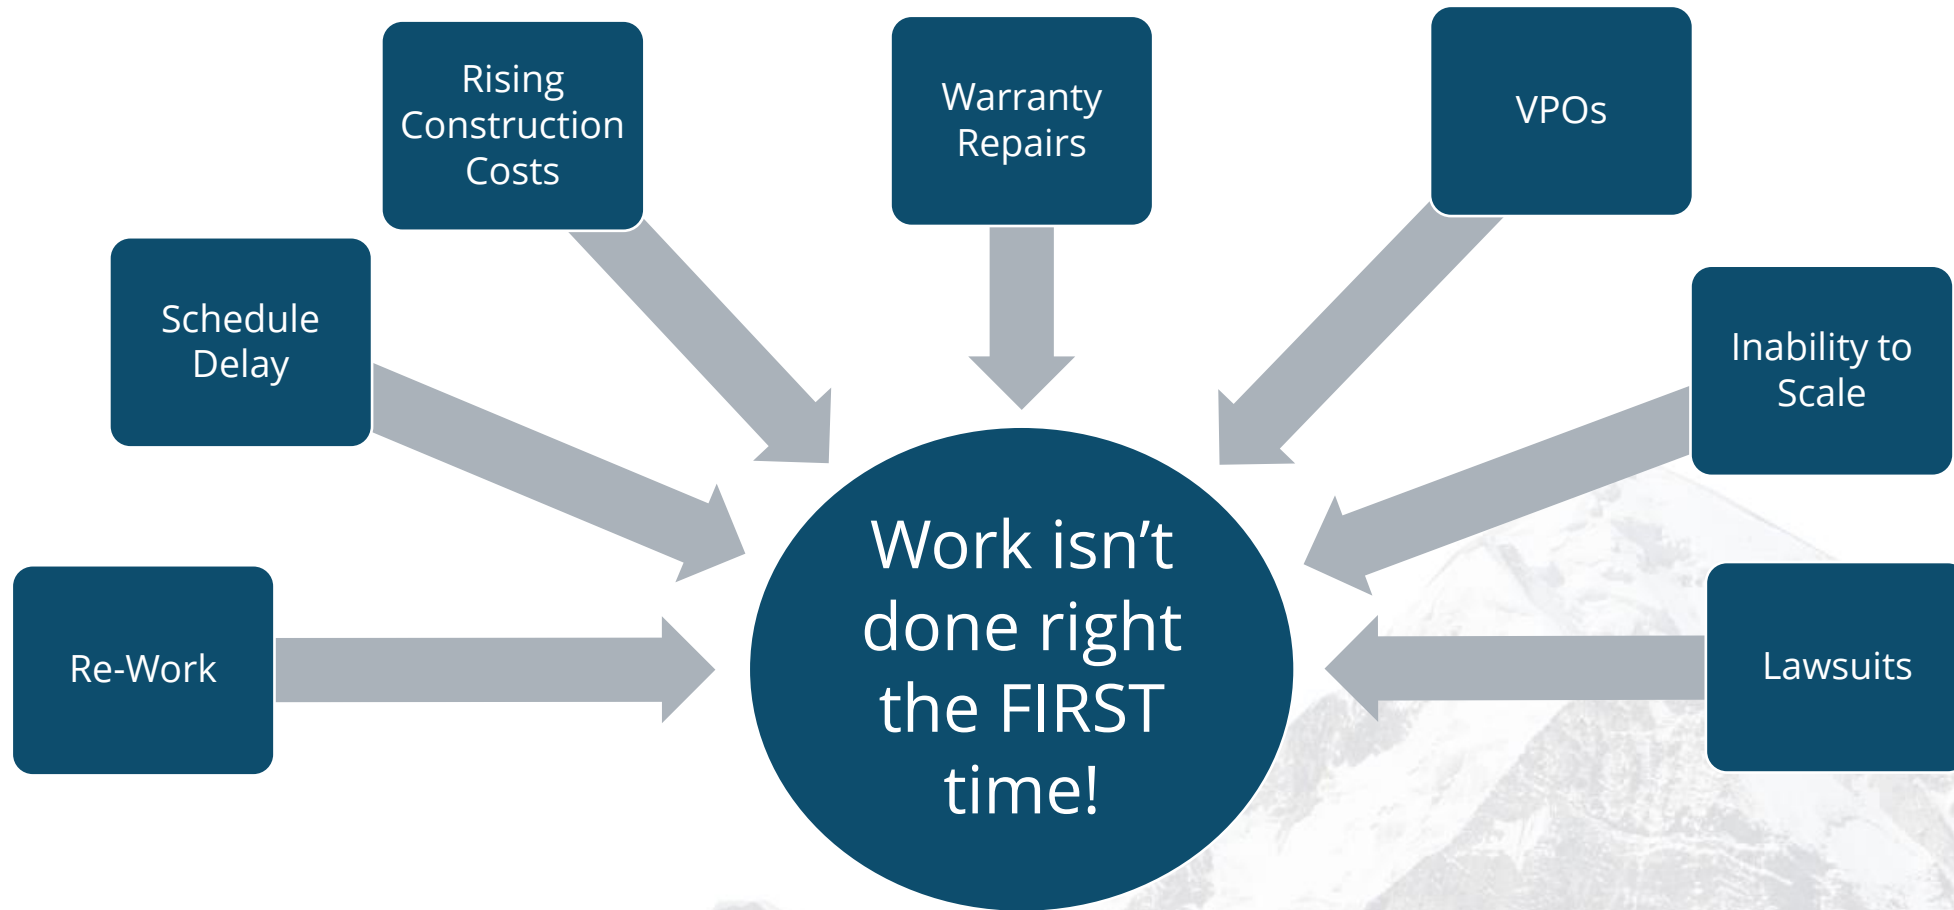 Rising
Construction
Costs
Warranty
Repairs
VPOs
Schedule
Delay
Inability to
Scale
Re-Work
Work isn’t
done right
the FIRST
time!
Lawsuits